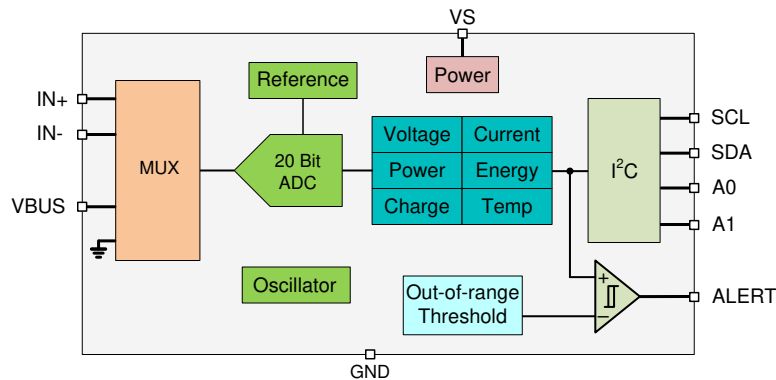 VS
Reference
Power
IN+
IN-
VBUS
MUX
20 Bit
ADC
Voltage
Current
Power
Energy
Charge
Temp
I²C
SCL
SDA
A0
A1
Oscillator
Out-of-range
Threshold
+
−
ALERT
GND